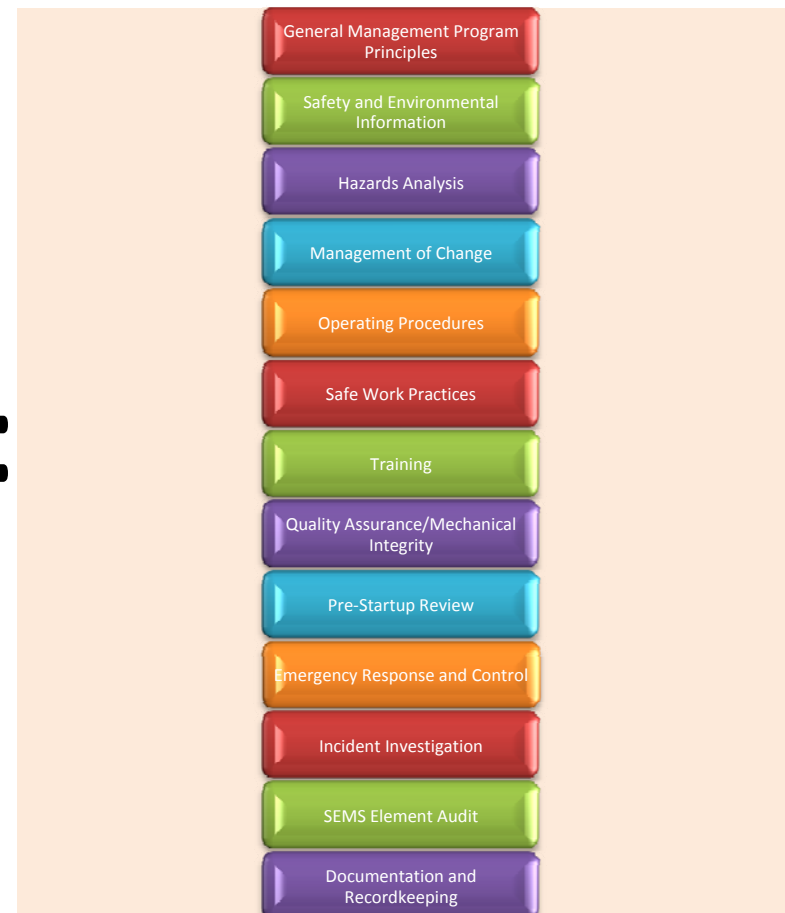 General Management Program
Principles
Safety and Environmental
Information
Hazards Analysis
Management of Change
Operating Procedures
Safe Work Practices
Training
Quality Assurance/Mechanical
Integrity
Pre-Startup Review
Emergency Response and Control
Incident Investigation
SEMS Element Audit
Documentation and
Recordkeeping